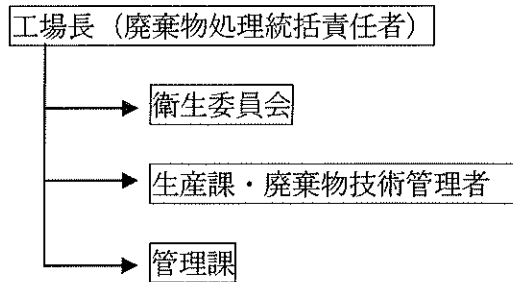 工場長（廃棄物処理統括責任者）
衛生委員会
生産課・廃棄物技術管理者
管理課